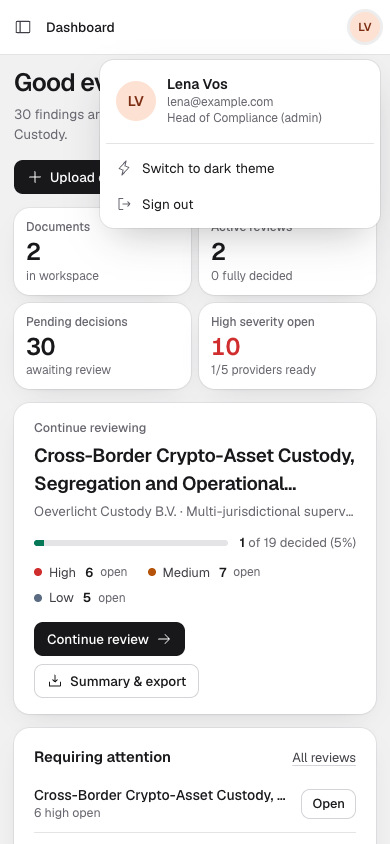 Dashboard
LV
Good
30 findings
Custody.
LV
Lena Vos
lena@example.com
Head of Compliance (admin)
Switch to dark theme
Sign out
Upload
Documents
2
in workspace
Active reviews
2
0 fully decided
Pending decisions
30
awaiting review
High severity open
10
1/5 providers ready
Continue reviewing
Cross-Border Crypto-Asset Custody,
Segregation and Operational...
Oeverlicht Custody B.V. · Multi-jurisdictional superv...
1 of 19 decided (5%)
High 6 open
Medium 7 open
Low 5 open
Continue review
Summary & export
Requiring attention
All reviews
Cross-Border Crypto-Asset Custody, ...
6 high open
Open